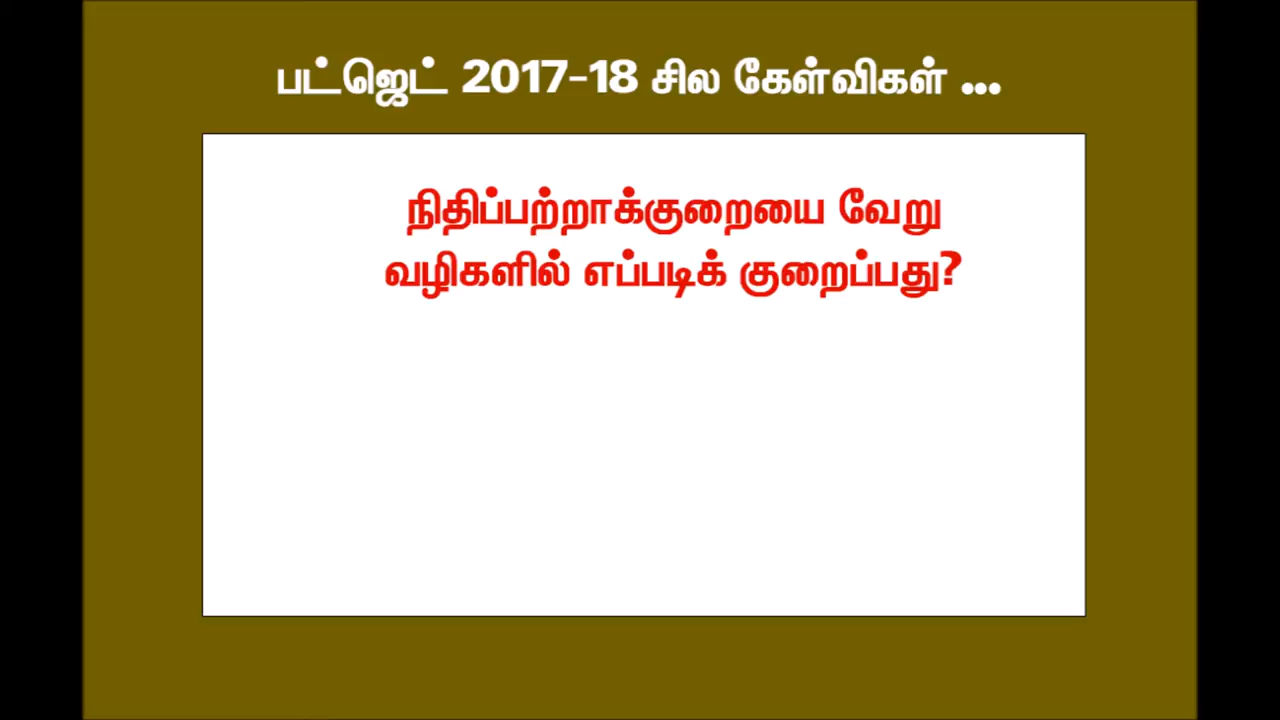 பட்ஜெட் 2017-18 சில கேள்விகள் ...
நிதிப்பற்றாக்குறையை வேறு
வழிகளில் எப்படிக் குறைப்பது?